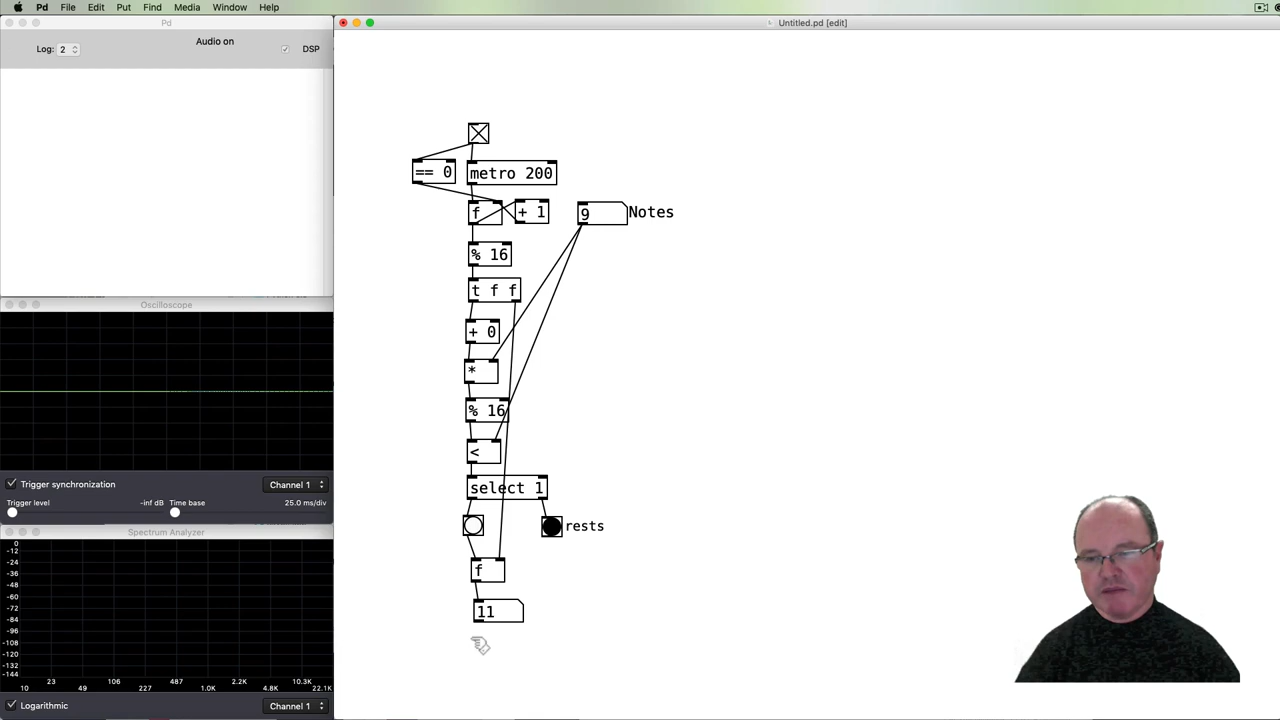 Pd File Edit Put Find Media Window Help
Pd
Untitled.pd [edit]
Log: 2
Audio on
DSP
== 0
metro 200
f
+ 1
9
Notes
% 16
t f f
+ 0
*
% 16
<
select 1
rests
f
11
Oscilloscope
Trigger synchronization
Channel 1
Trigger level
-inf dB
Time base
25.0 ms/div
Spectrum Analyzer
0
-12
-24
-36
-48
-60
-72
-84
-96
-108
-120
-132
-144
10 23 49 106 227 487 1.0K 2.2K 4.8K 10.3K 22.1K
Logarithmic
Channel 1